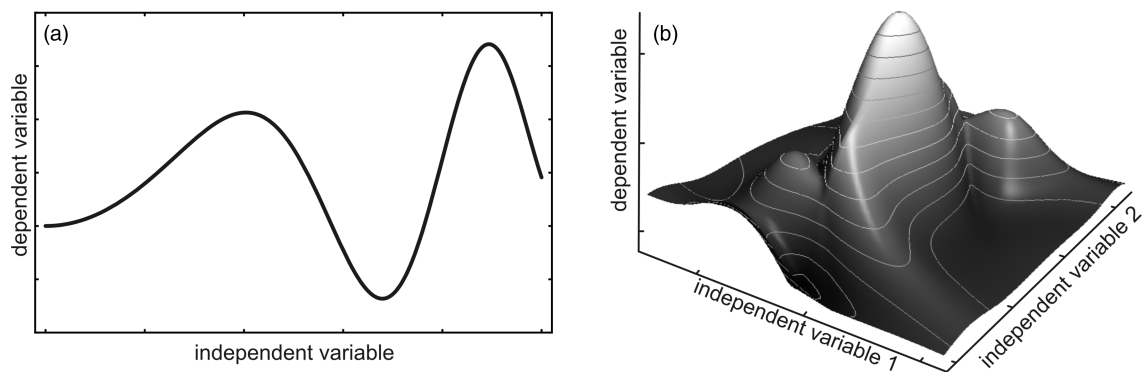 (a)
dependent variable
independent variable
(b)
dependent variable
independent variable 1
independent variable 2